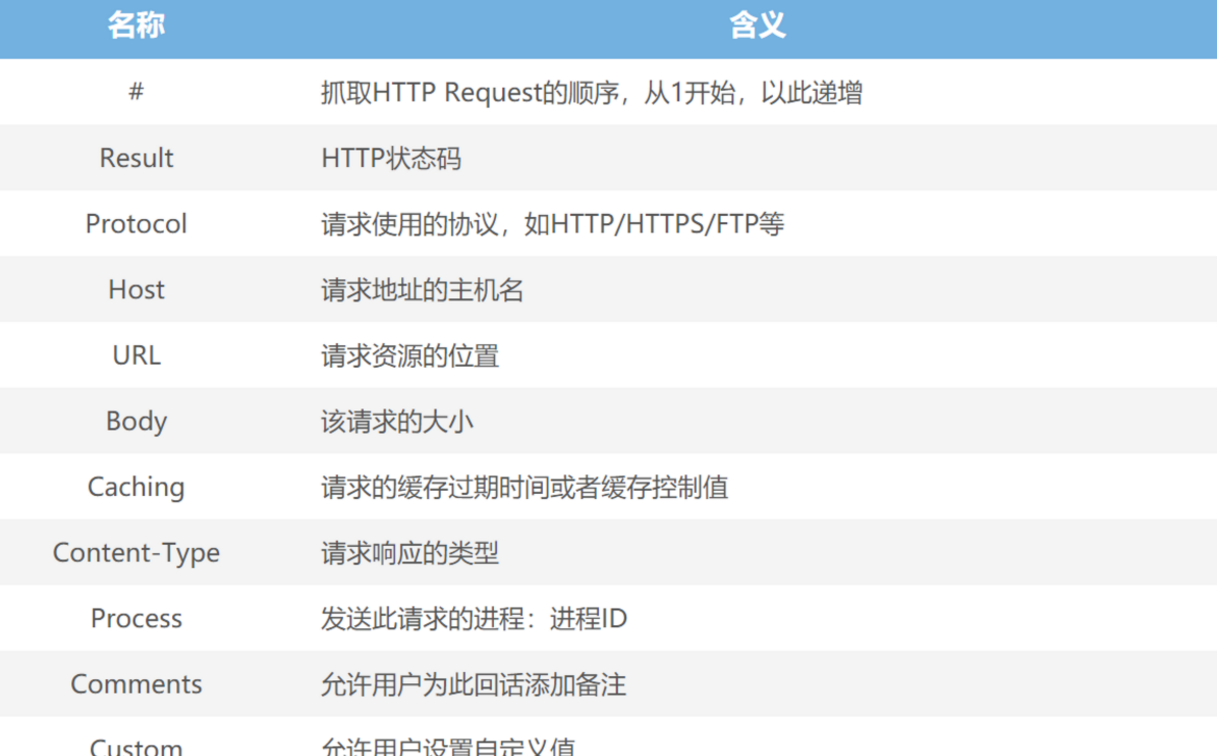 名称 含义
# 抓取HTTP Request的顺序，从1开始，以此递增
Result HTTP状态码
Protocol 请求使用的协议，如HTTP/HTTPS/FTP等
Host 请求地址的主机名
URL 请求资源的位置
Body 该请求的大小
Caching 请求的缓存过期时间或者缓存控制值
Content-Type 请求响应的类型
Process 发送此请求的进程：进程ID
Comments 允许用户为此回话添加备注
Custom 允许用户设置自定义值